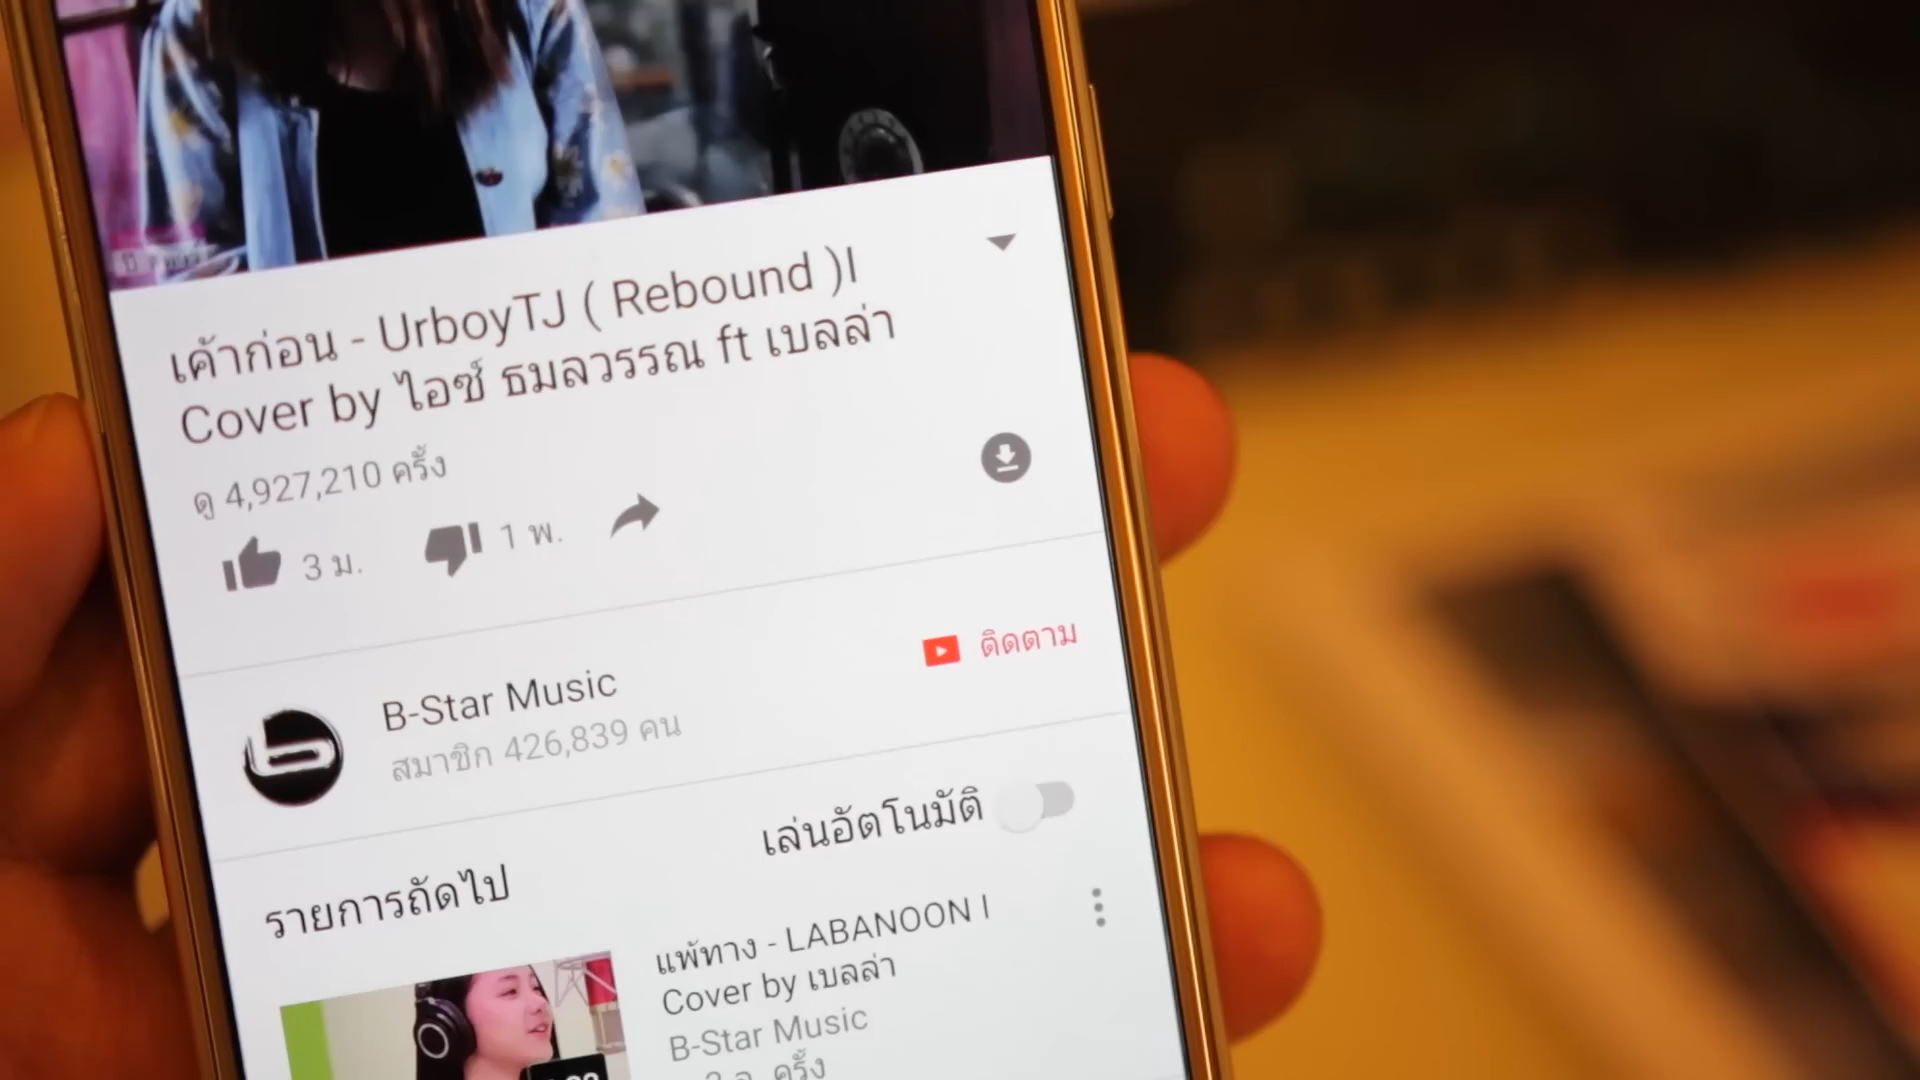 เค้าก่อน - UrboyTJ ( Rebound )l
Cover by ไอซ์ ธมลวรรณ ft เบลล่า
ดู 4,927,210 ครั้ง
3 ม.
1 พ.
B-Star Music
สมาชิก 426,839 คน
ติดตาม
เล่นอัตโนมัติ
รายการถัดไป
แพ้ทาง - LABANOON l
Cover by เบลล่า
B-Star Music
ครั้ง